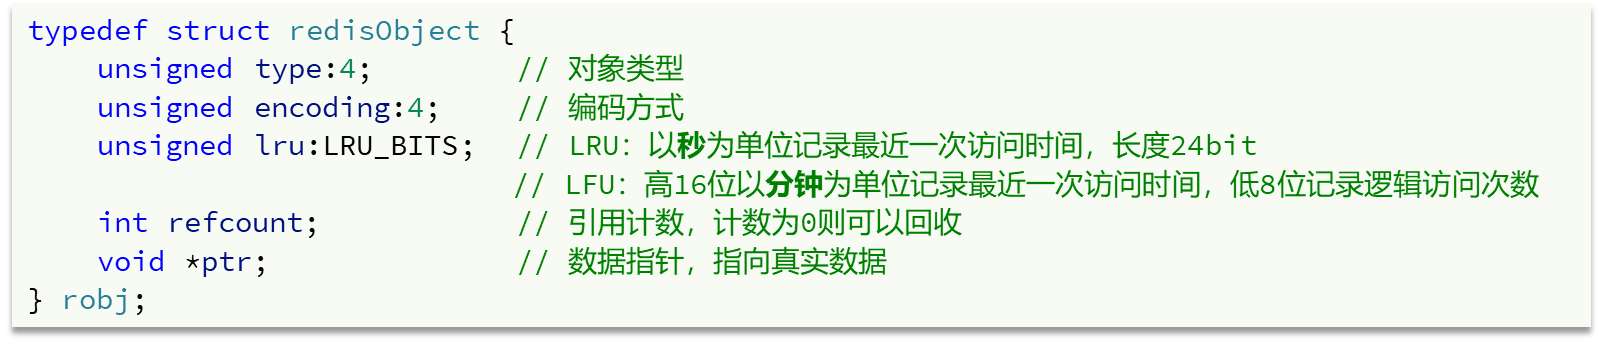 typedef struct redisObject {
    unsigned type:4;         // 对象类型
    unsigned encoding:4;     // 编码方式
    unsigned lru:LRU_BITS;   // LRU：以秒为单位记录最近一次访问时间，长度24bit
                             // LFU：高16位以分钟为单位记录最近一次访问时间，低8位记录逻辑访问次数
    int refcount;            // 引用计数，计数为0则可以回收
    void *ptr;               // 数据指针，指向真实数据
} robj;